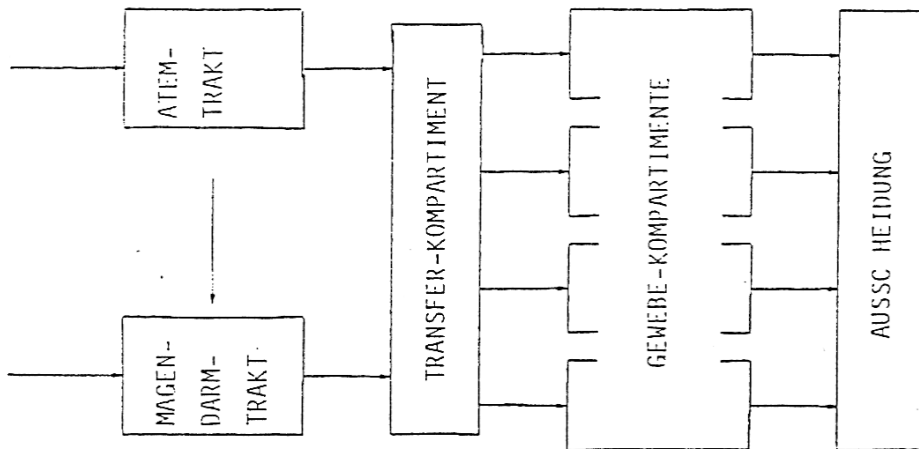 ATEM-
TRAKT
MAGEN-
DARM-
TRAKT
TRANSFER-KOMPARTIMENT
GEWEBE-KOMPARTIMENTE
AUSSC HEIDUNG